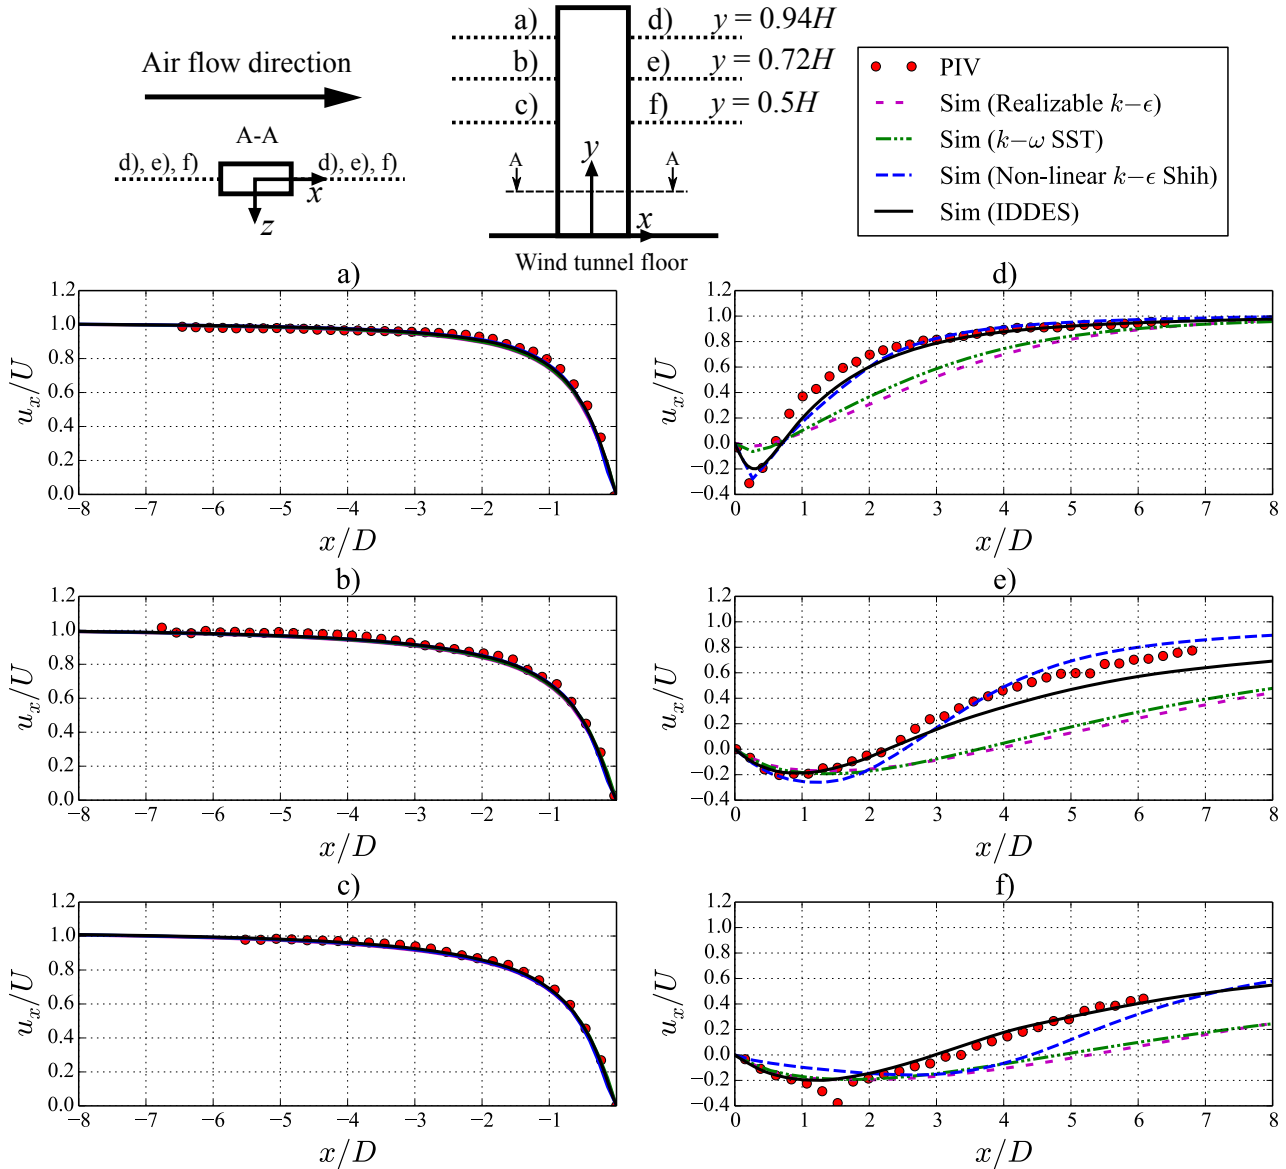 a)
d)
y = 0.94H
b)
e)
y = 0.72H
c)
f)
y = 0.5H
Air flow direction
A-A
d), e), f)
d), e), f)
x
z
A
y
A
x
Wind tunnel floor
PIV
Sim (Realizable k−ϵ)
Sim (k−ω SST)
Sim (Non-linear k−ϵ Shih)
Sim (IDDES)
a)
u_x/U
1.2
1.0
0.8
0.6
0.4
0.2
0.0
−8 −7 −6 −5 −4 −3 −2 −1
x/D
d)
u_x/U
1.2
1.0
0.8
0.6
0.4
0.2
0.0
−0.2
−0.4
0 1 2 3 4 5 6 7 8
x/D
b)
u_x/U
1.2
1.0
0.8
0.6
0.4
0.2
0.0
−8 −7 −6 −5 −4 −3 −2 −1
x/D
e)
u_x/U
1.2
1.0
0.8
0.6
0.4
0.2
0.0
−0.2
−0.4
0 1 2 3 4 5 6 7 8
x/D
c)
u_x/U
1.2
1.0
0.8
0.6
0.4
0.2
0.0
−8 −7 −6 −5 −4 −3 −2 −1
x/D
f)
u_x/U
1.2
1.0
0.8
0.6
0.4
0.2
0.0
−0.2
−0.4
0 1 2 3 4 5 6 7 8
x/D